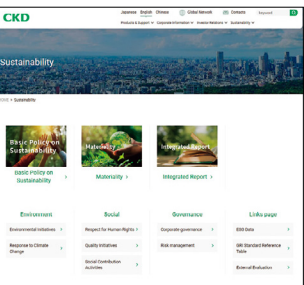 Japanese English Chinese Global Network Contacts Keyword
CKD
Products & Support Corporate Information Investor Relations Sustainability
Sustainability
HOME > Sustainability
Basic Policy on
Sustainability
Materiality
Integrated Report
Basic Policy on
Sustainability >
Materiality >
Integrated Report >
Environment
Social
Governance
Links page
Environmental Initiatives >
Respect for Human Rights >
Corporate governance >
ESG Data >
Response to Climate
Change >
Quality Initiatives >
Risk management >
GRI Standard Reference
Table >
Social Contribution
activities >
External Evaluation >